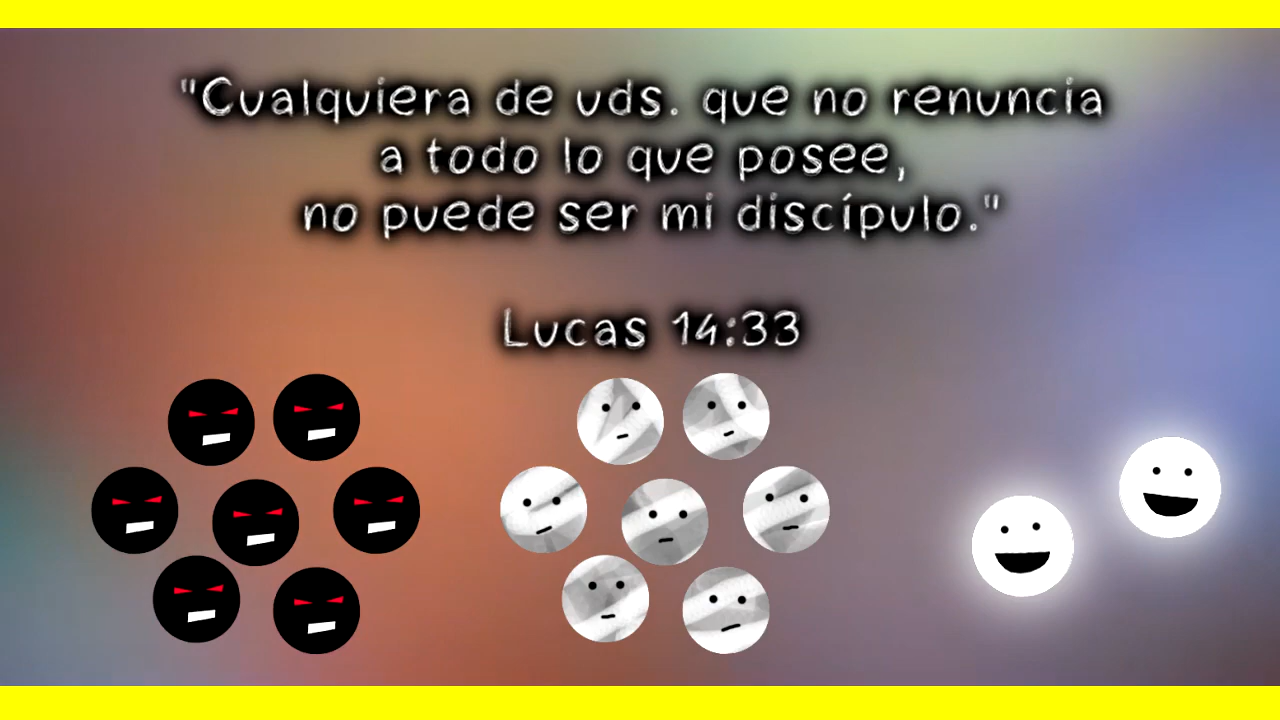 "Cualquiera de uds. que no renuncia
a todo lo que posee,
no puede ser mi discípulo."
Lucas 14:33